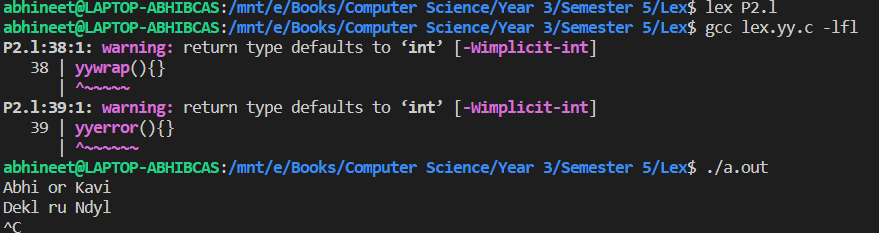 abhineet@LAPTOP-ABHIBCAS:/mnt/e/Books/Computer Science/Year 3/Semester 5/Lex$ lex P2.l
abhineet@LAPTOP-ABHIBCAS:/mnt/e/Books/Computer Science/Year 3/Semester 5/Lex$ gcc lex.yy.c -lfl
P2.l:38:1: warning: return type defaults to ‘int’ [-Wimplicit-int]
   38 | yywrap(){}
      | ^~~~~~
P2.l:39:1: warning: return type defaults to ‘int’ [-Wimplicit-int]
   39 | yyerror(){}
      | ^~~~~~~
abhineet@LAPTOP-ABHIBCAS:/mnt/e/Books/Computer Science/Year 3/Semester 5/Lex$ ./a.out
Abhi or Kavi
Dekl ru Ndyl
^C